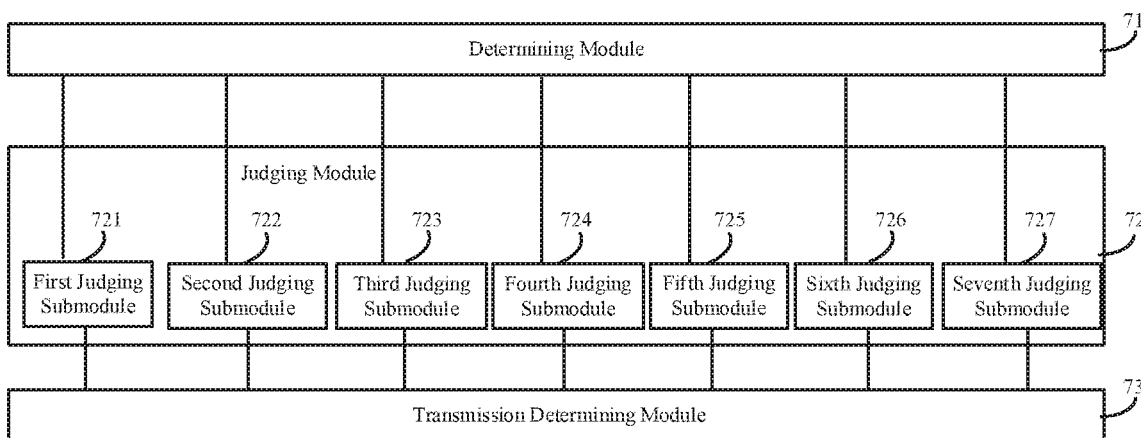 71
Determining Module
Judging Module
721
722
723
724
725
726
727
72
First Judging
Submodule
Second Judging
Submodule
Third Judging
Submodule
Fourth Judging
Submodule
Fifth Judging
Submodule
Sixth Judging
Submodule
Seventh Judging
Submodule
73
Transmission Determining Module